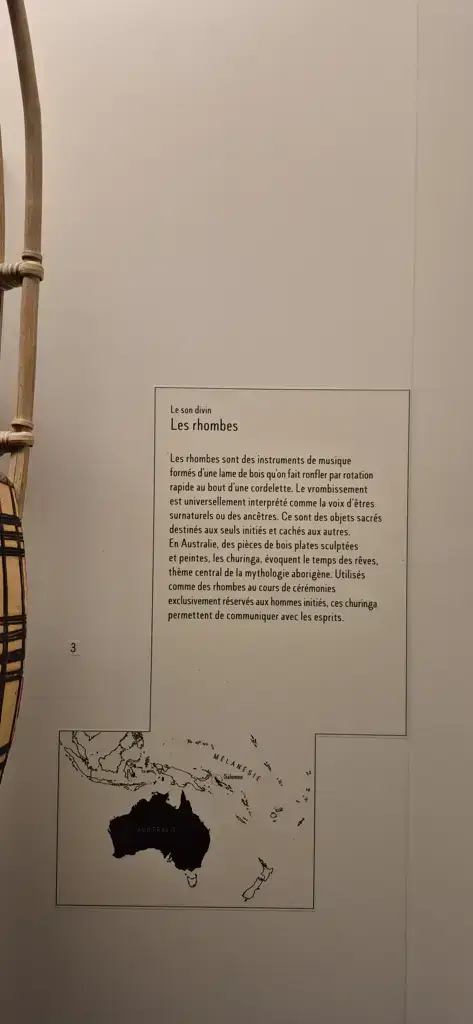 Le son divin
Les rhombes
Les rhombes sont des instruments de musique
formés d'une lame de bois qu'on fait ronfler par rotation
rapide au bout d'une cordelette. Le vrombissement
est universellement interprété comme la voix d'êtres
surnaturels ou des ancêtres. Ce sont des objets sacrés
destinés aux seuls initiés et cachés aux autres.
En Australie, des pièces de bois plates sculptées
et peintes, les churinga, évoquent le temps des rêves,
thème central de la mythologie aborigène. Utilisés
comme des rhombes au cours de cérémonies
exclusivement réservés aux hommes initiés, ces churinga
permettent de communiquer avec les esprits.
3
MÉLANÉSIE
Salomon
AUSTRALIE